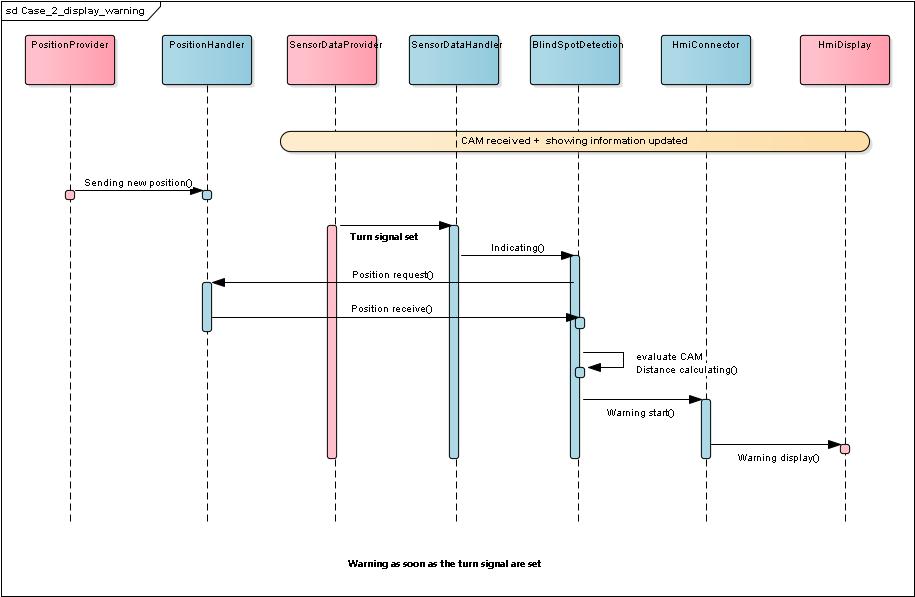 sd Case_2_display_warning
PositionProvider
PositionHandler
SensorDataProvider
SensorDataHandler
BlindSpotDetection
HmiConnector
HmiDisplay
CAM received + showing information updated
Sending new position()
Turn signal set
Indicating()
Position request()
Position receive()
evaluate CAM
Distance calculating()
Warning start()
Warning display()
Warning as soon as the turn signal are set